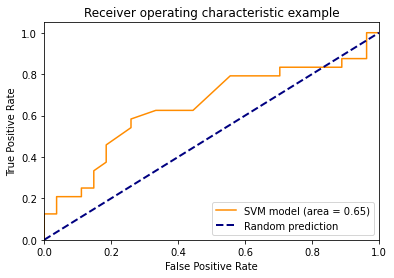 Receiver operating characteristic example
True Positive Rate
1.0
0.8
0.6
0.4
0.2
0.0
SVM model (area = 0.65)
Random prediction
0.0 0.2 0.4 0.6 0.8 1.0
False Positive Rate